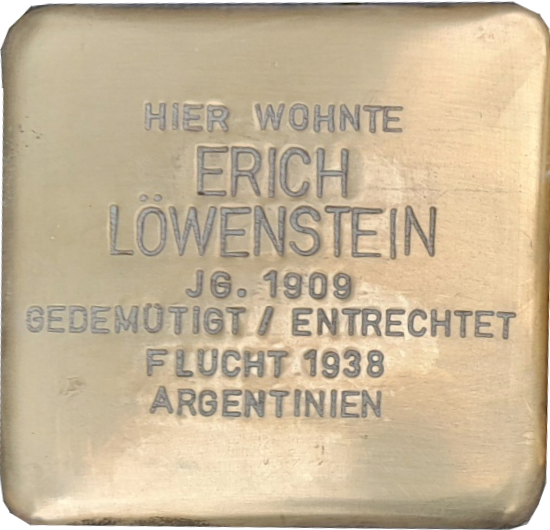 HIER WOHNTE
ERICH
LÖWENSTEIN
JG. 1909
GEDEMÜTIGT / ENTRECHTET
FLUCHT 1938
ARGENTINIEN